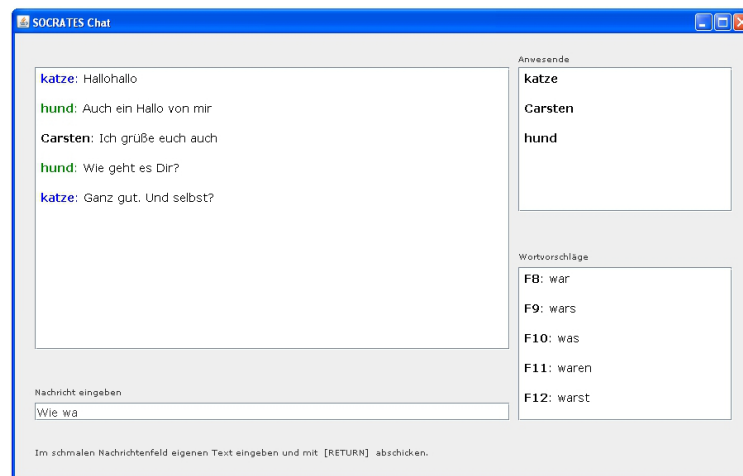 SOCRATES Chat
katze: Hallohallo
hund: Auch ein Hallo von mir
Carsten: Ich grüße euch auch
hund: Wie geht es Dir?
katze: Ganz gut. Und selbst?
Anwesende
katze
Carsten
hund
Wortvorschläge
F8: war
F9: wars
F10: was
F11: waren
F12: warst
Nachricht eingeben
Wie wa
Im schmalen Nachrichtenfeld eigenen Text eingeben und mit [RETURN] abschicken.